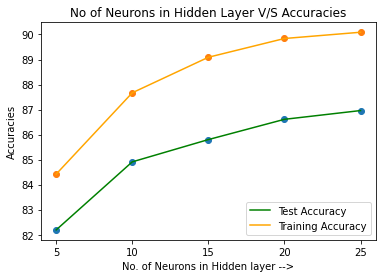 No of Neurons in Hidden Layer V/S Accuracies
90
89
88
87
86
85
84
83
82
Accuracies
Test Accuracy
Training Accuracy
5 10 15 20 25
No. of Neurons in Hidden layer -->